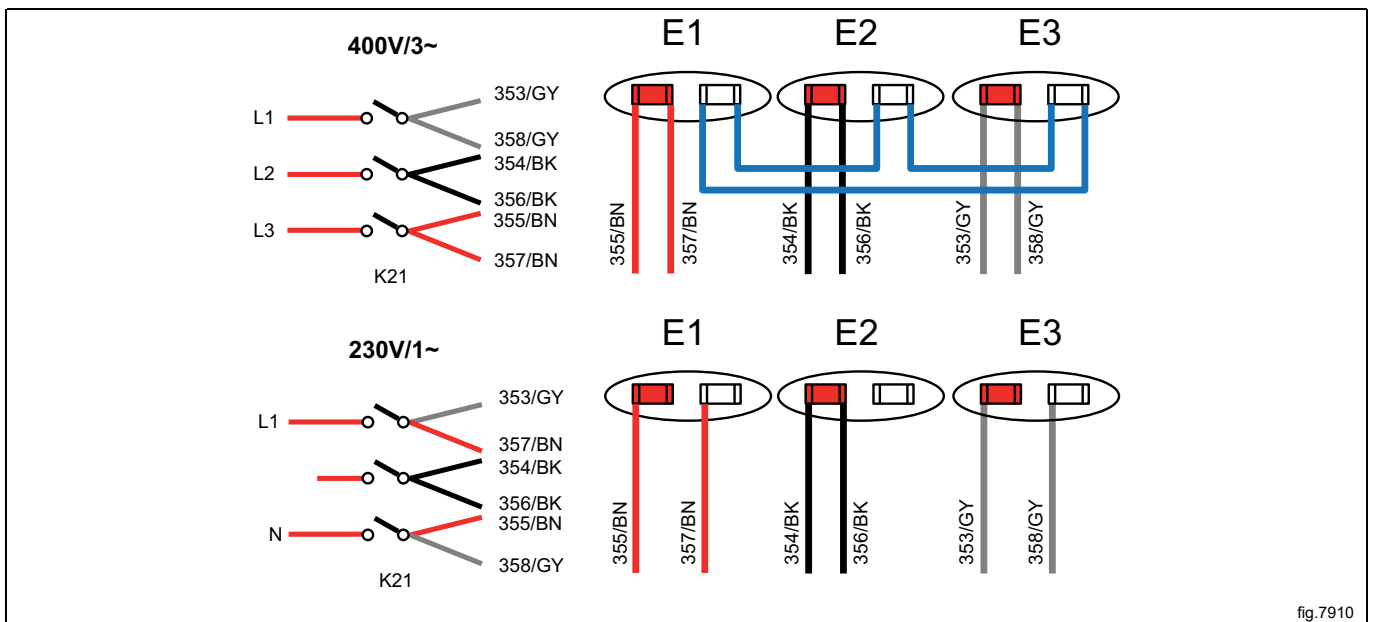 400V/3~
E1 E2 E3
L1
353/GY
358/GY
L2
354/BK
356/BK
L3
355/BN
357/BN
K21
355/BN
357/BN
354/BK
356/BK
353/GY
358/GY
230V/1~
E1 E2 E3
L1
353/GY
357/BN
354/BK
356/BK
N
355/BN
358/GY
K21
355/BN
357/BN
354/BK
356/BK
353/GY
358/GY
fig.7910